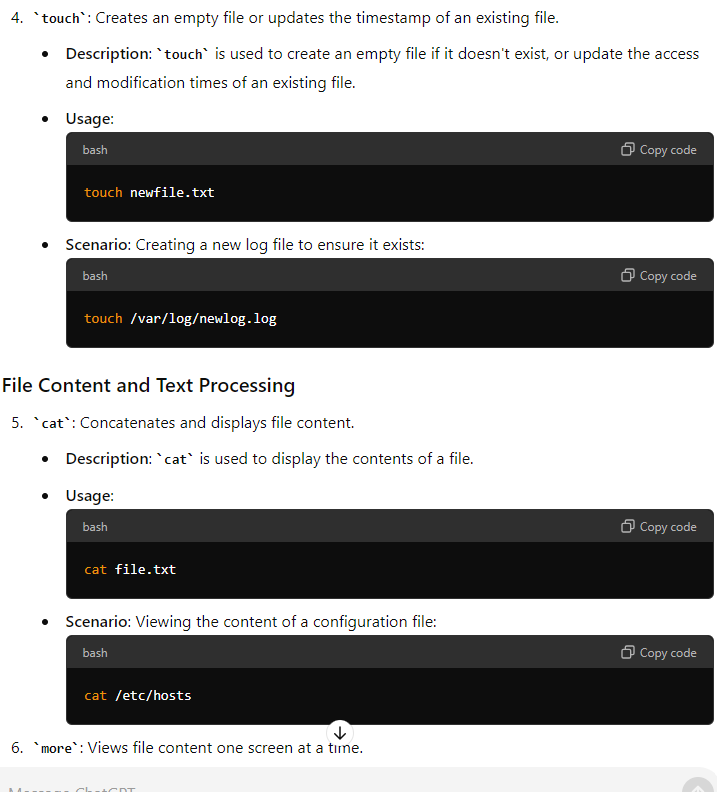 4. `touch`: Creates an empty file or updates the timestamp of an existing file.
• Description: `touch` is used to create an empty file if it doesn't exist, or update the access
and modification times of an existing file.
• Usage:
bash Copy code
touch newfile.txt
• Scenario: Creating a new log file to ensure it exists:
bash Copy code
touch /var/log/newlog.log
File Content and Text Processing
5. `cat`: Concatenates and displays file content.
• Description: `cat` is used to display the contents of a file.
• Usage:
bash Copy code
cat file.txt
• Scenario: Viewing the content of a configuration file:
bash Copy code
cat /etc/hosts
6. `more`: Views file content one screen at a time.
Message ChatGPT